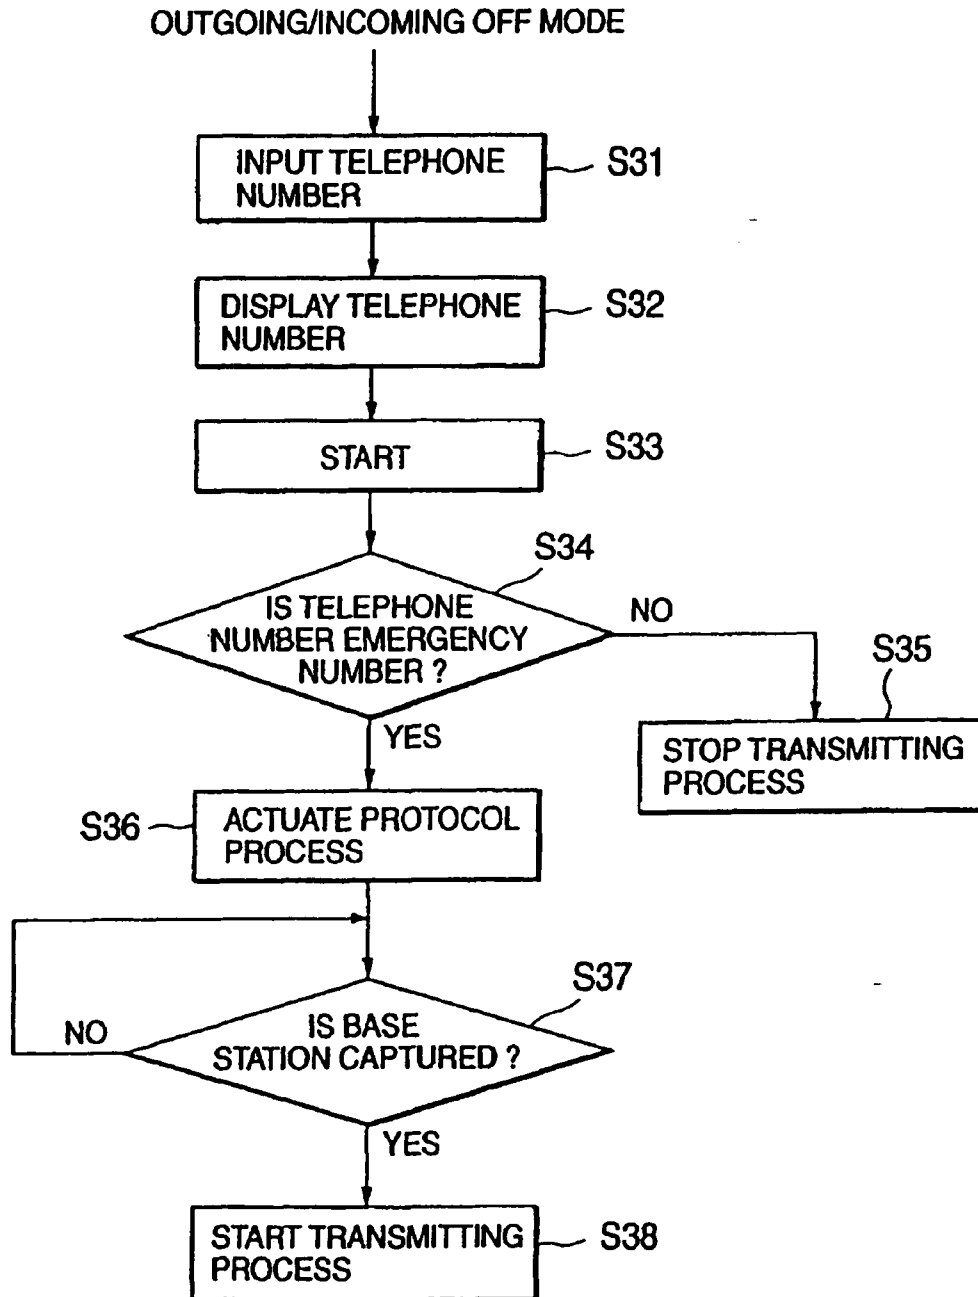 OUTGOING/INCOMING OFF MODE
INPUT TELEPHONE
NUMBER
S31
DISPLAY TELEPHONE
NUMBER
S32
START
S33
S34
IS TELEPHONE
NUMBER EMERGENCY
NUMBER ?
NO
S35
YES
STOP TRANSMITTING
PROCESS
S36
ACTUATE PROTOCOL
PROCESS
S37
NO
IS BASE
STATION CAPTURED ?
YES
START TRANSMITTING
PROCESS
S38